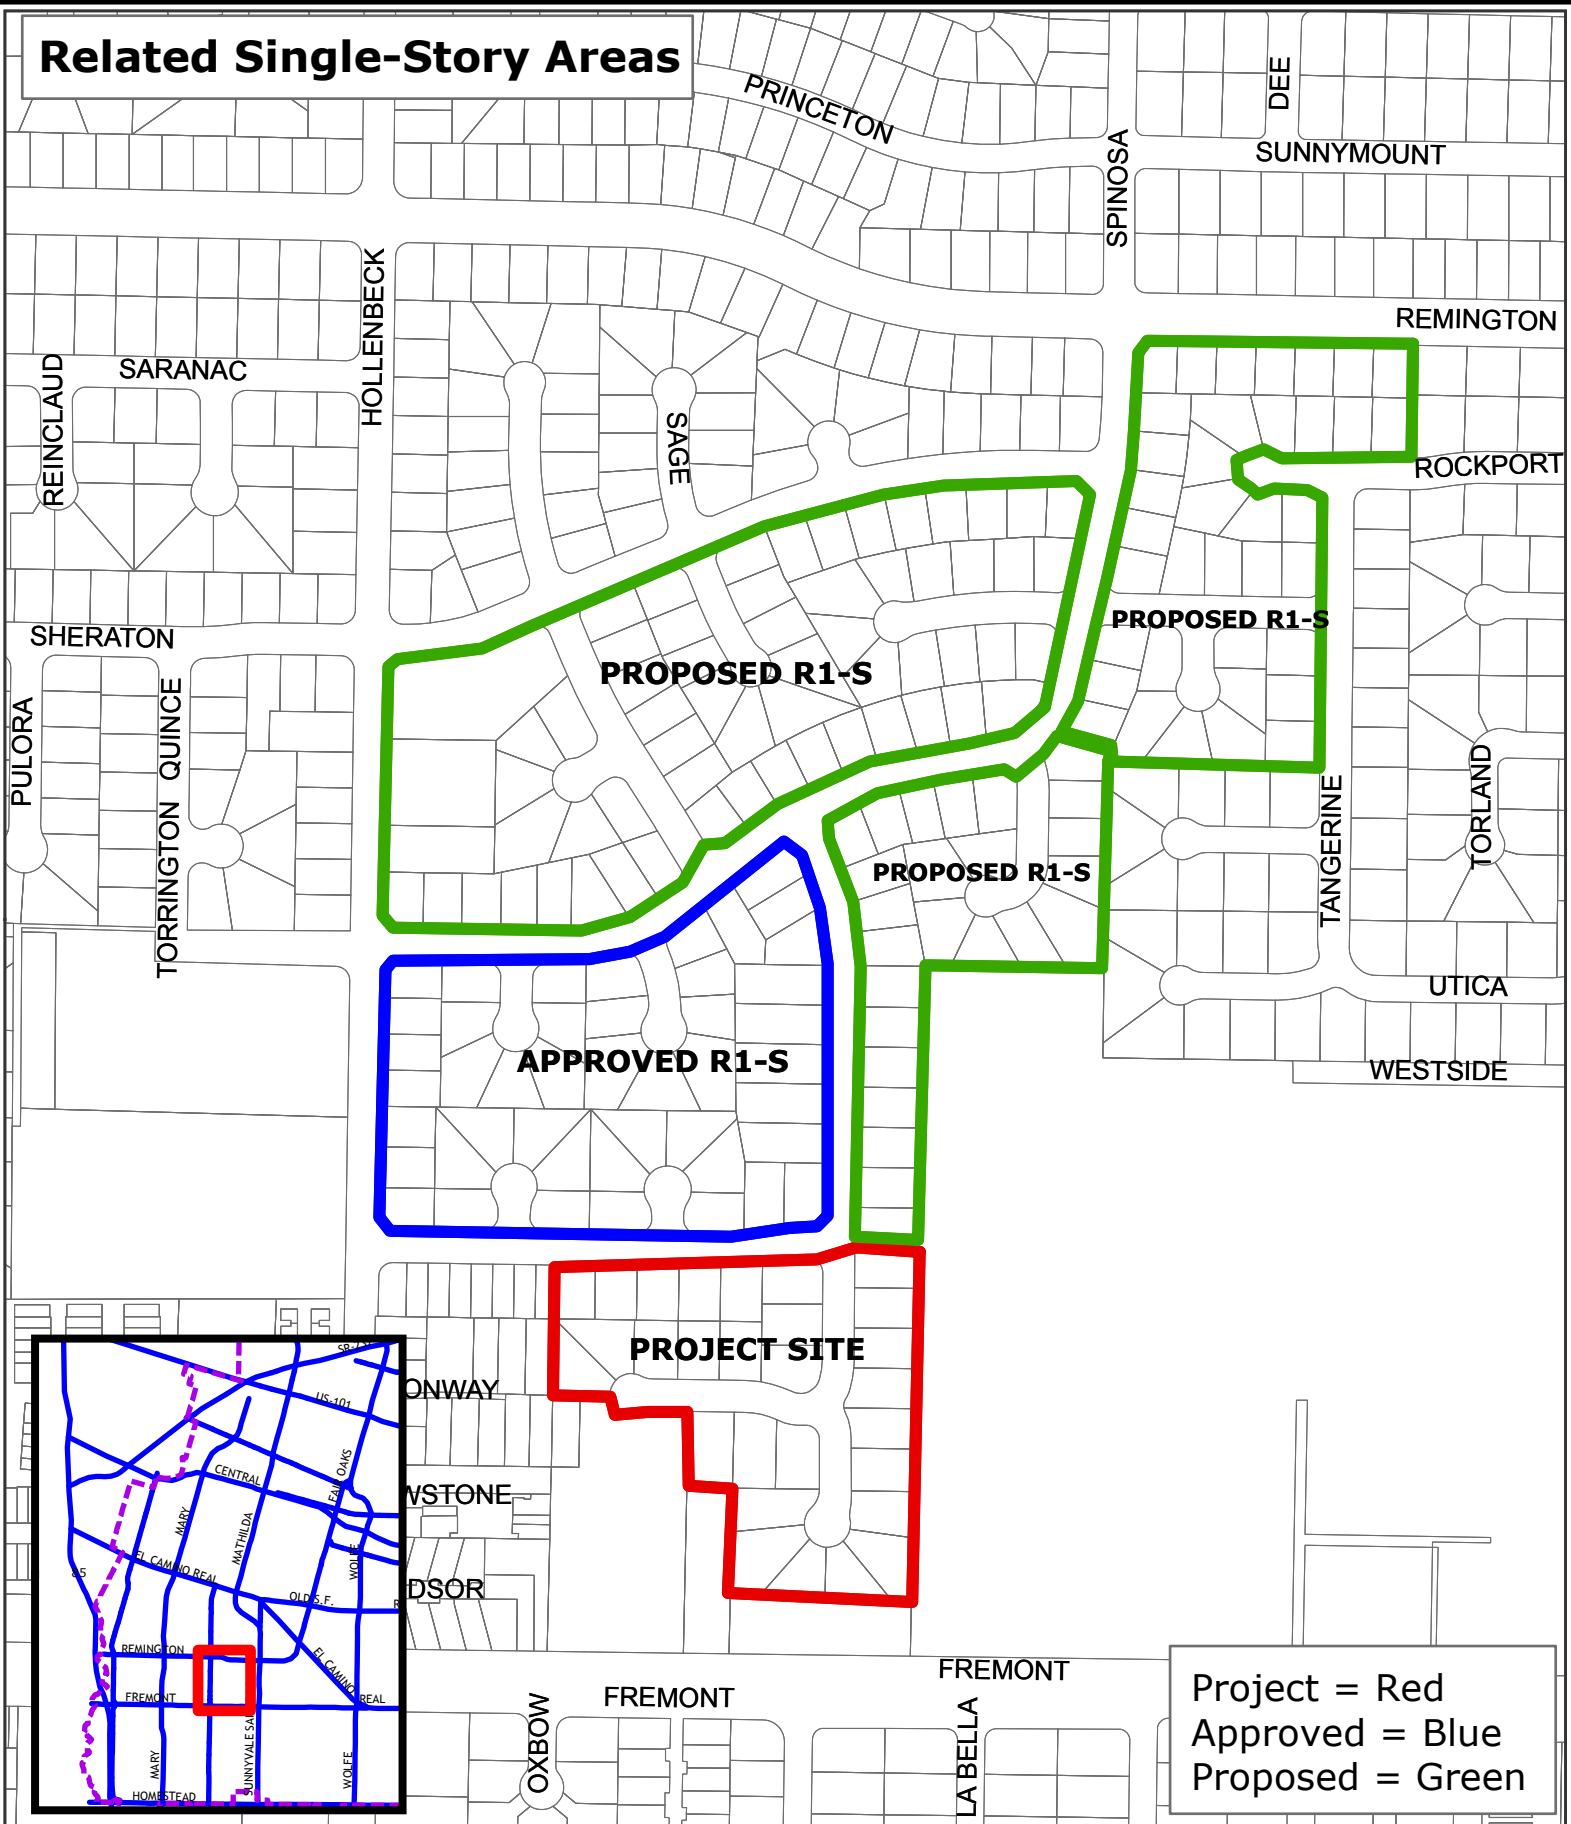 Related Single-Story Areas
PRINCETON
DEE
SUNNYMOUNT
SPINOSA
HOLLENBECK
REMINGTON
SARANAC
REINCLAUD
SAGE
ROCKPORT
PROPOSED R1-S
SHERATON
PROPOSED R1-S
PULORA
QUINCE
TORRINGTON
TANGERINE
TORLAND
PROPOSED R1-S
UTICA
APPROVED R1-S
WESTSIDE
PROJECT SITE
ONWAY
WSTONE
DSOR
US-101
CENTRAL
FAIR OAKS
MARY
MATHILDA
EL CAMINO REAL
85
WOLFE
OLD S.F.
R
REMINGTON
EL CAMINO
REAL
FREMONT
MARY
WOLFE
HOMESTEAD
FREMONT
FREMONT
OXBOW
LA BELLA
Project = Red
Approved = Blue
Proposed = Green